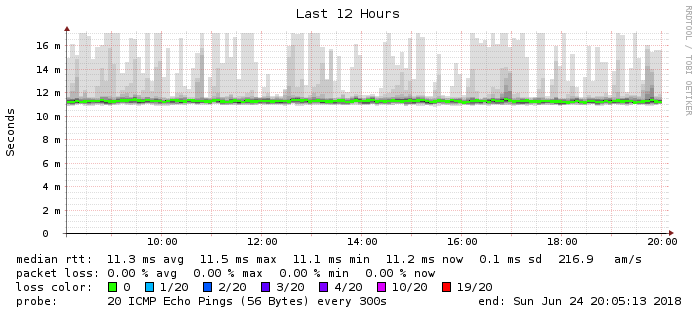 Last 12 Hours
RRDTOOL / TOBI OETIKER
Seconds
16 m
14 m
12 m
10 m
8 m
6 m
4 m
2 m
0
10:00 12:00 14:00 16:00 18:00 20:00
median rtt: 11.3 ms avg 11.5 ms max 11.1 ms min 11.2 ms now 0.1 ms sd 216.9 am/s
packet loss: 0.00 % avg 0.00 % max 0.00 % min 0.00 % now
loss color: 0 1/20 2/20 3/20 4/20 10/20 19/20
probe: 20 ICMP Echo Pings (56 Bytes) every 300s end: Sun Jun 24 20:05:13 2018